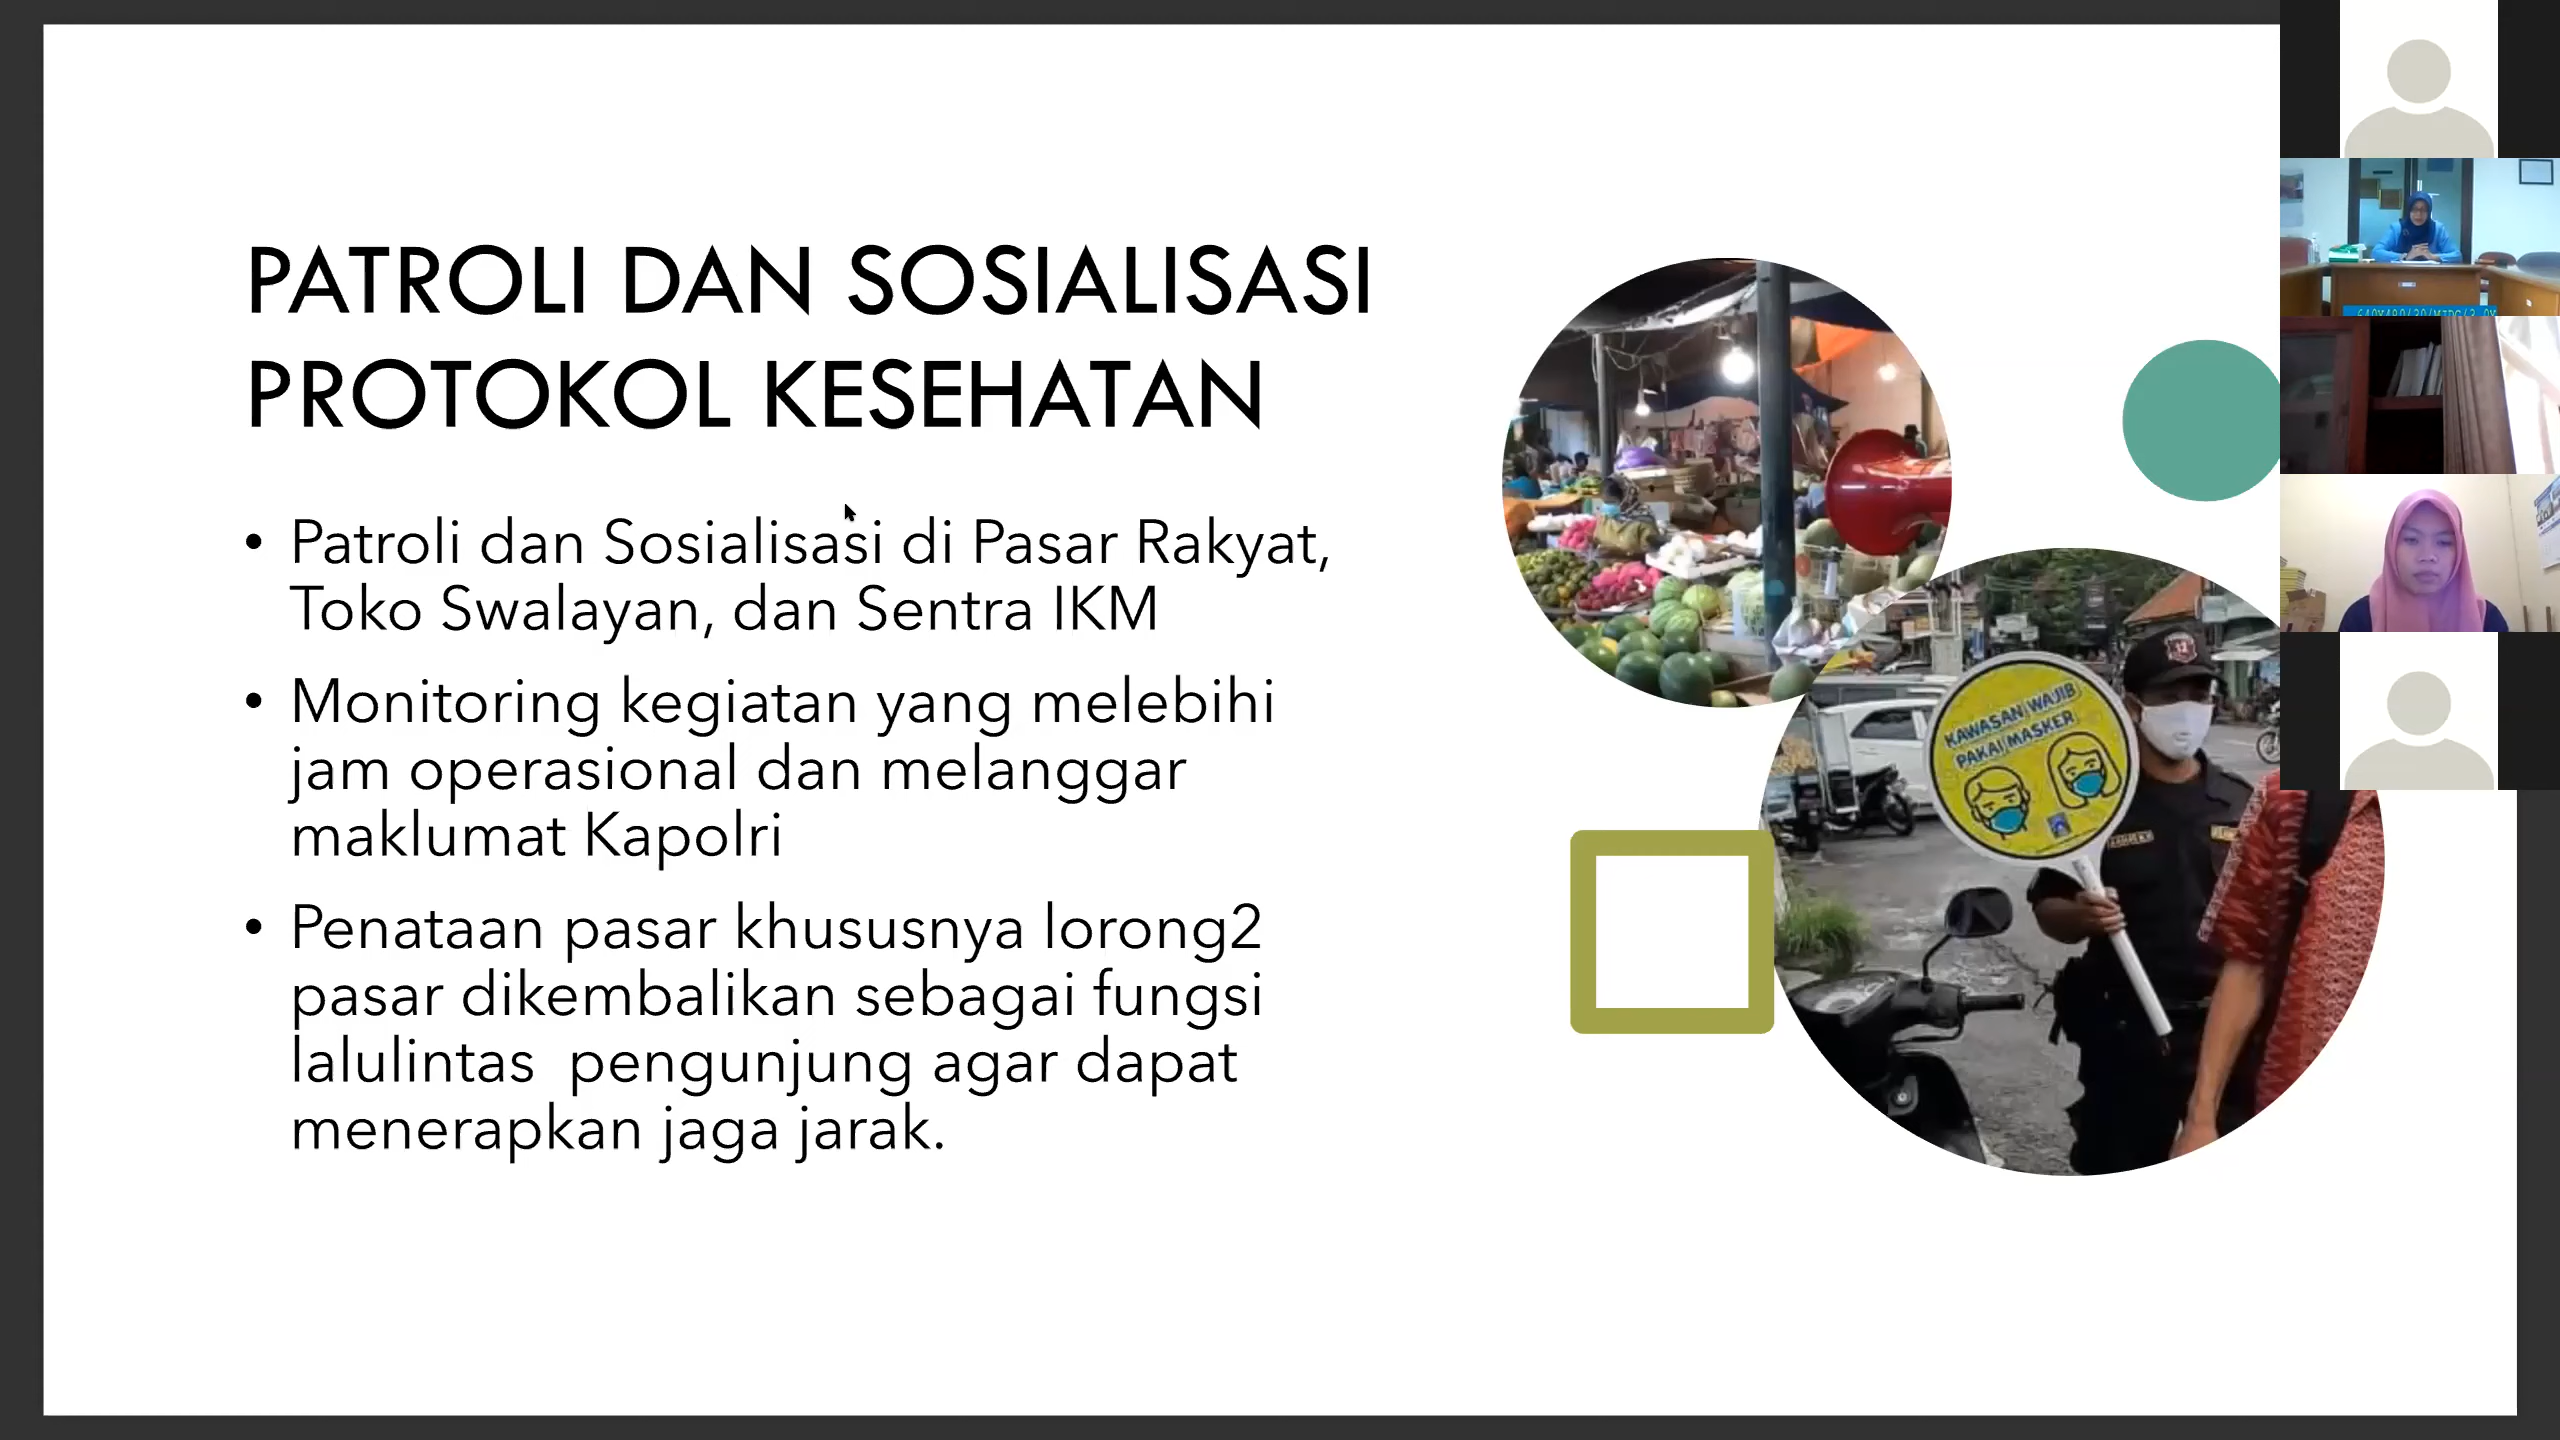 PATROLI DAN SOSIALISASI
PROTOKOL KESEHATAN
• Patroli dan Sosialisasi di Pasar Rakyat,
Toko Swalayan, dan Sentra IKM
• Monitoring kegiatan yang melebihi
jam operasional dan melanggar
maklumat Kapolri
• Penataan pasar khususnya lorong2
pasar dikembalikan sebagai fungsi
lalulintas  pengunjung agar dapat
menerapkan jaga jarak.
KAWASAN WAJIB
PAKAI MASKER